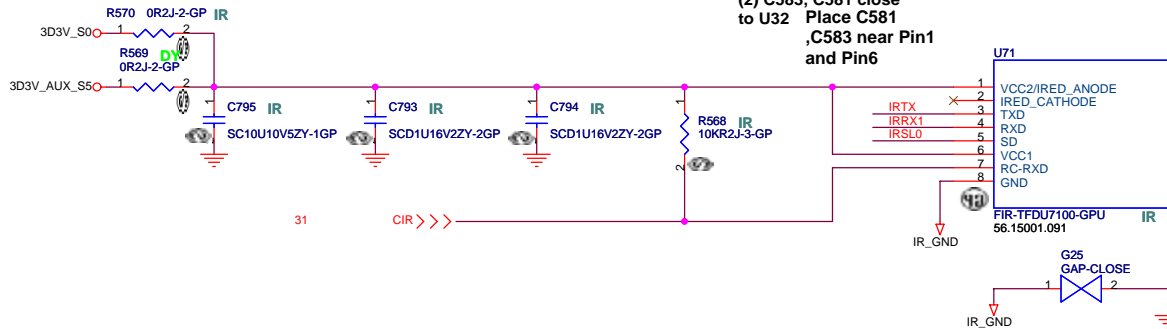 (2) C583, C581 close
to U32 Place C581
,C583 near Pin1
and Pin6
R570 0R2J-2-GP IR
3D3V_S0
1
2
R569
DY
0R2J-2-GP
3D3V_AUX_S5
1
2
1
C795 IR
SC10U10V5ZY-1GP
1
C793 IR
SCD1U16V2ZY-2GP
1
C794 IR
SCD1U16V2ZY-2GP
1
R568 IR
10KR2J-3-GP
2
31
CIR
U71
1 VCC2/IRED_ANODE
2 IRED_CATHODE
IRTX 3 TXD
IRRX1 4 RXD
IRSL0 5 SD
6 VCC1
7 RC-RXD
8 GND
FIR-TFDU7100-GPU IR
56.15001.091
IR_GND
G25
GAP-CLOSE
1 2
IR_GND